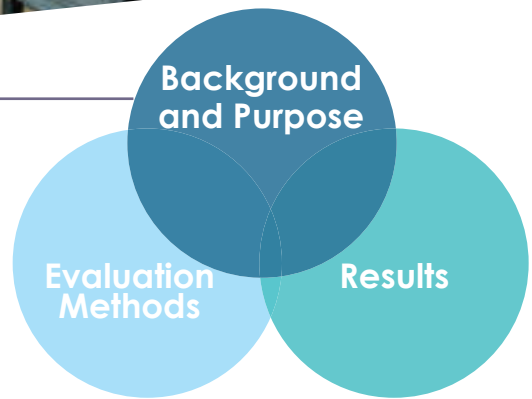 Background
and Purpose
Evaluation
Methods
Results